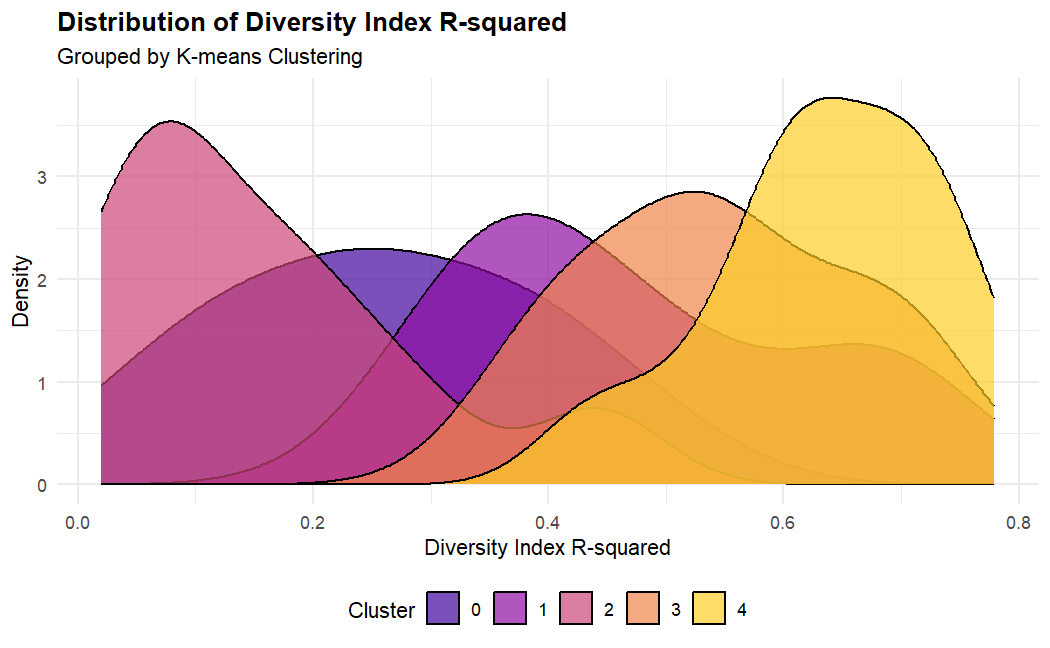 Distribution of Diversity Index R-squared
Grouped by K-means Clustering
Density
3
2
1
0
0.0 0.2 0.4 0.6 0.8
Diversity Index R-squared
Cluster 0 1 2 3 4